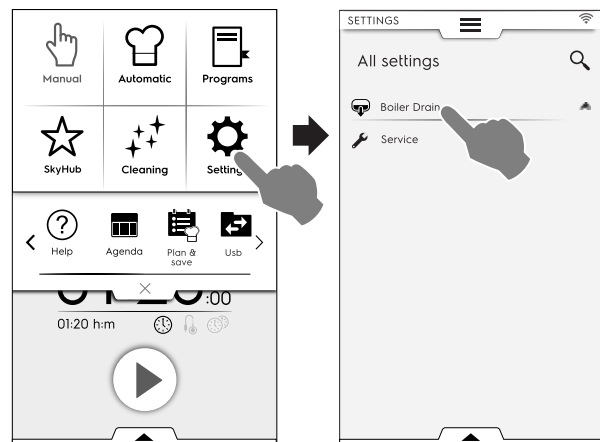 Manual Automatic Programs
SkyHub Cleaning Setting
Help Agenda Plan & save Usb
:00
01:20 h:m
SETTINGS
All settings
Boiler Drain
Service